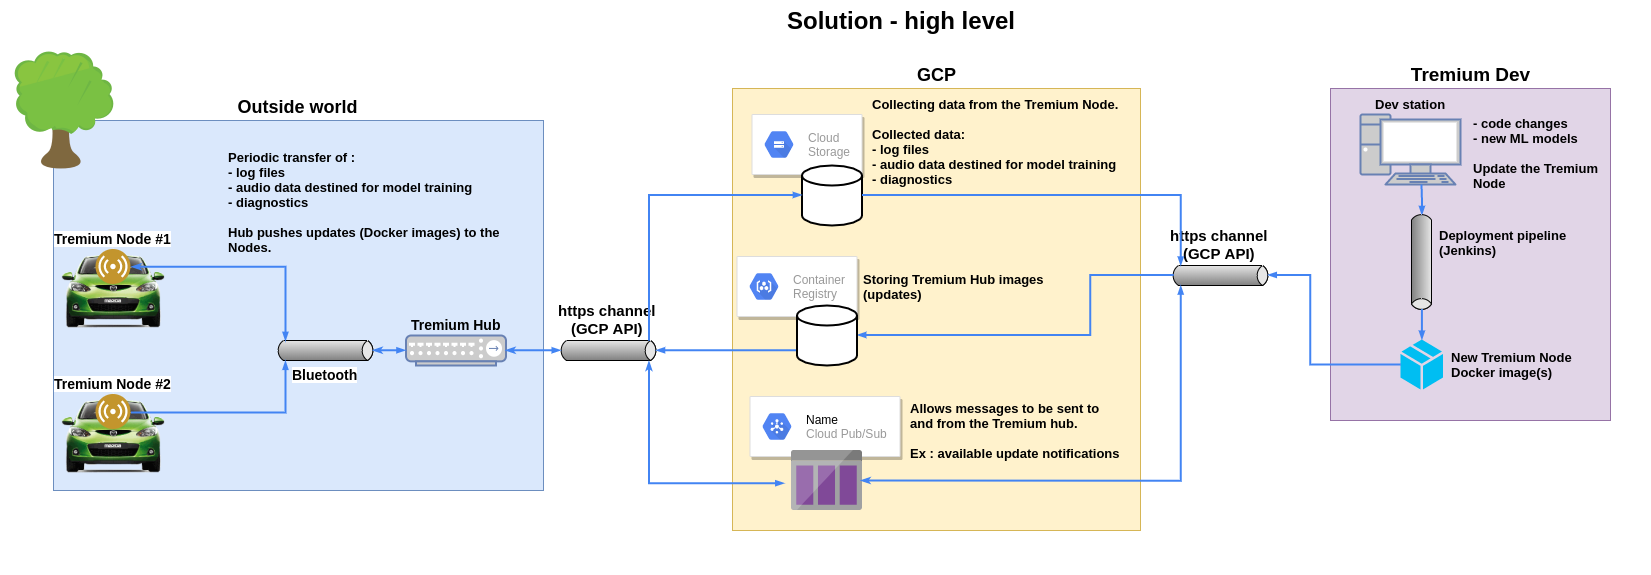 Solution - high level
Outside world
Periodic transfer of :
- log files
- audio data destined for model training
- diagnostics
Hub pushes updates (Docker images) to the
Nodes.
Tremium Node #1
Tremium Node #2
Bluetooth
Tremium Hub
https channel
(GCP API)
GCP
Cloud
Storage
Collecting data from the Tremium Node.
Collected data:
- log files
- audio data destined for model training
- diagnostics
Container
Registry
Storing Tremium Hub images
(updates)
Name
Cloud Pub/Sub
Allows messages to be sent to
and from the Tremium hub.
Ex : available update notifications
https channel
(GCP API)
Tremium Dev
Dev station
- code changes
- new ML models
Update the Tremium
Node
Deployment pipeline
(Jenkins)
New Tremium Node
Docker image(s)